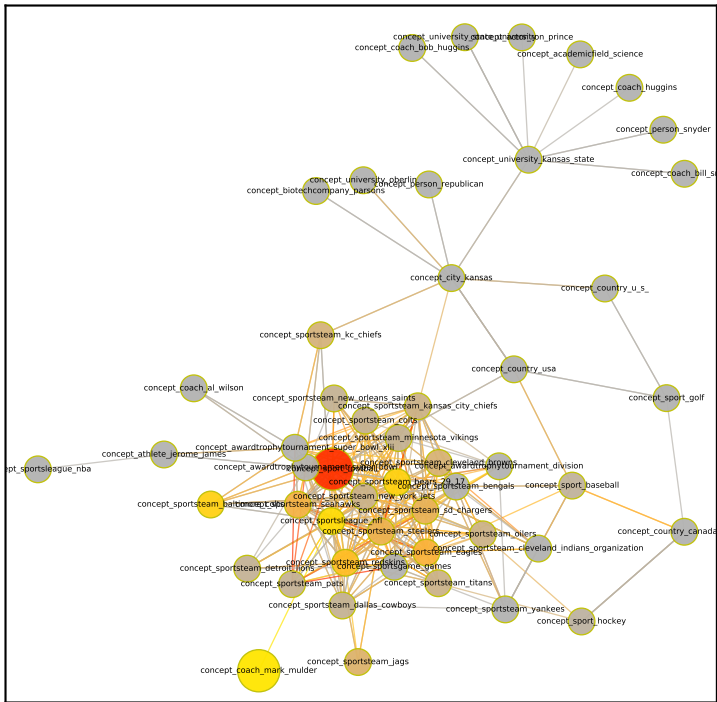 concept_coach_bob_huggins
concept_academicfield_science
concept_coach_huggins
concept_person_snyder
concept_university_kansas_state
concept_university_oberlin
concept_person_republican
concept_biotechcompany_parsons
concept_city_kansas
concept_country_u_s_
concept_sportsteam_kc_chiefs
concept_country_usa
concept_coach_al_wilson
concept_sport_golf
concept_sportsteam_new_orleans_saints
concept_sportsteam_kansas_city_chiefs
concept_sportsteam_colts
concept_sportsteam_minnesota_vikings
concept_awardtrophytournament_super_bowl_xlii
concept_athlete_jerome_james
concept_sportsteam_cleveland_browns
concept_awardtrophytournament_division
pt_sportsleague_nba
concept_sportsteam_bears_29_17
concept_sportsteam_bengals
concept_sport_baseball
concept_sportsteam_new_york_jets
concept_sportsteam_seahawks
concept_sportsteam_sd_chargers
concept_sportsleague_nfl
concept_sportsteam_steelers
concept_sportsteam_oilers
concept_country_canada
concept_sportsteam_cleveland_indians_organization
concept_sportsteam_eagles
concept_sportsteam_redskins
concept_sportsgame_games
concept_sportsteam_detroit_lions
concept_sportsteam_pats
concept_sportsteam_titans
concept_sportsteam_dallas_cowboys
concept_sportsteam_yankees
concept_sport_hockey
concept_sportsteam_jags
concept_coach_mark_mulder